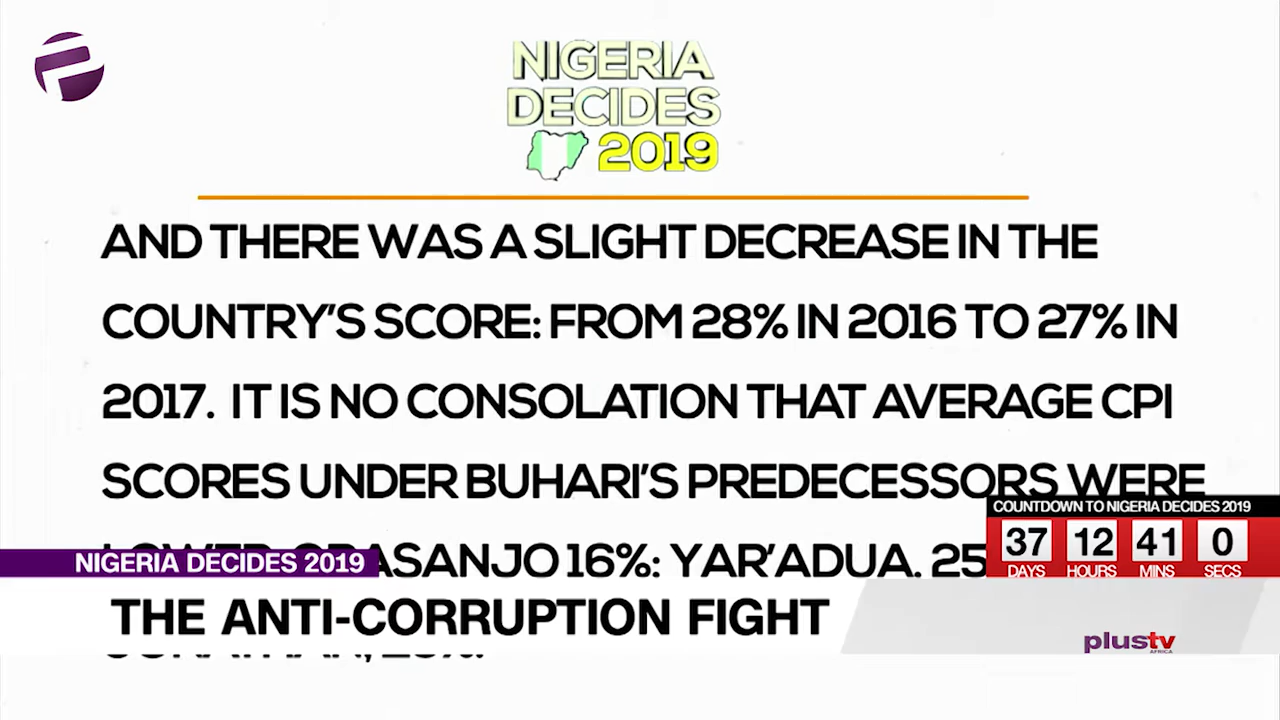 NIGERIA
DECIDES
2019
AND THERE WAS A SLIGHT DECREASE IN THE
COUNTRY'S SCORE: FROM 28% IN 2016 TO 27% IN
2017. IT IS NO CONSOLATION THAT AVERAGE CPI
SCORES UNDER BUHARI'S PREDECESSORS WERE
16%: YAR'ADUA. 25
COUNTDOWN TO NIGERIA DECIDES 2019
37 12 41 0
DAYS HOURS MINS SECS
NIGERIA DECIDES 2019
THE ANTI-CORRUPTION FIGHT
plustv
AFRICA